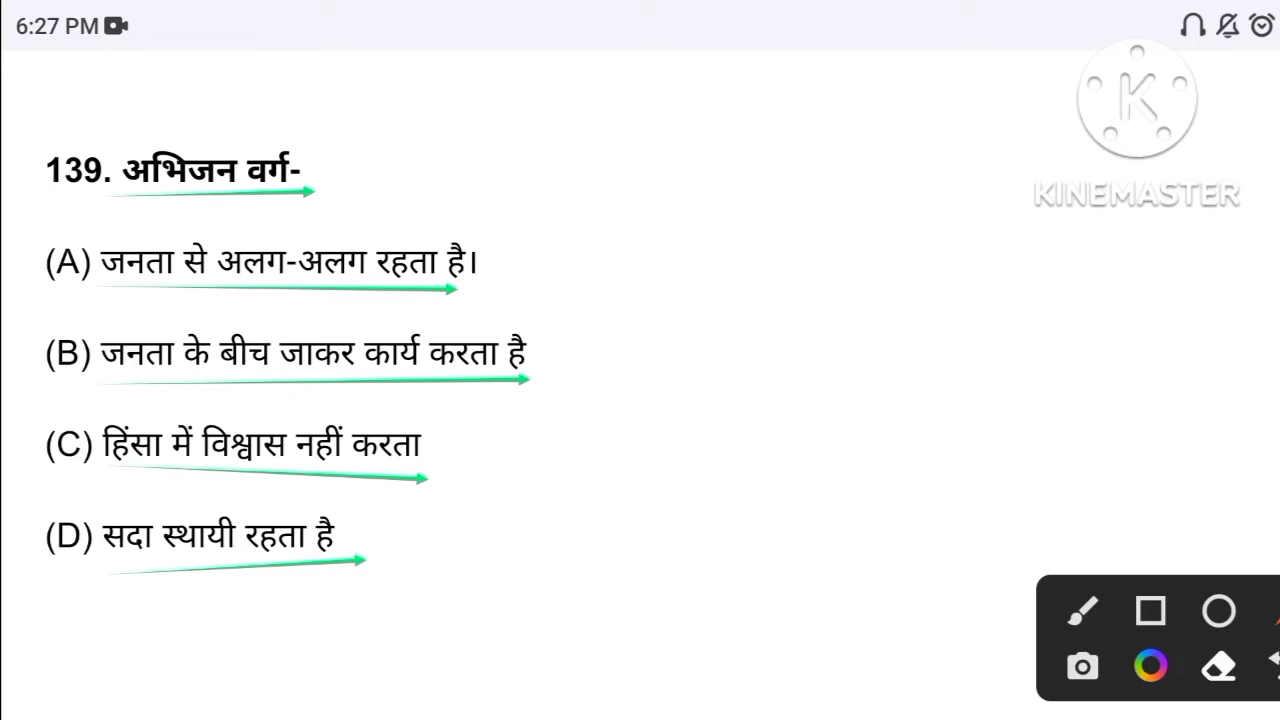 6:27 PM
KINEMASTER
139. अभिजन वर्ग-
(A) जनता से अलग-अलग रहता है।
(B) जनता के बीच जाकर कार्य करता है
(C) हिंसा में विश्वास नहीं करता
(D) सदा स्थायी रहता है